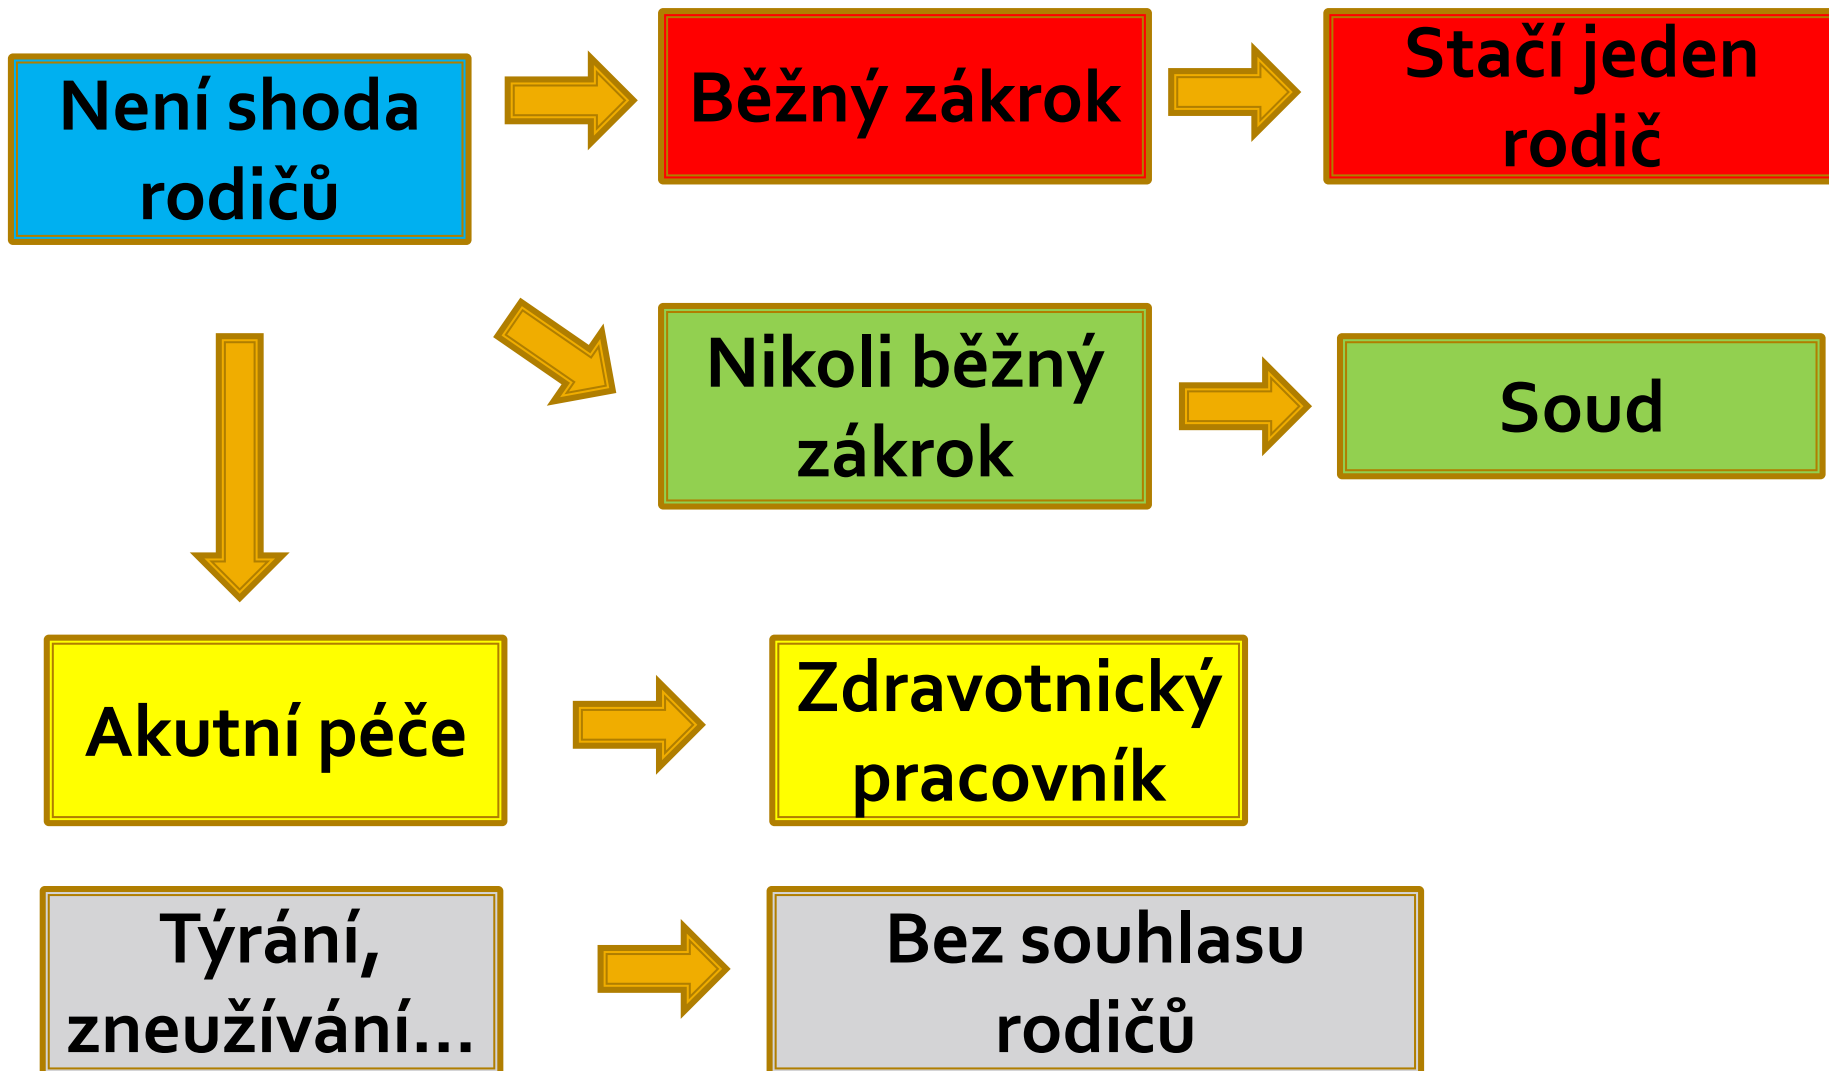 Není shoda
rodičů
Běžný zákrok
Stačí jeden
rodič
Nikoli běžný
zákrok
Soud
Akutní péče
Zdravotnický
pracovník
Týrání,
zneužívání…
Bez souhlasu
rodičů